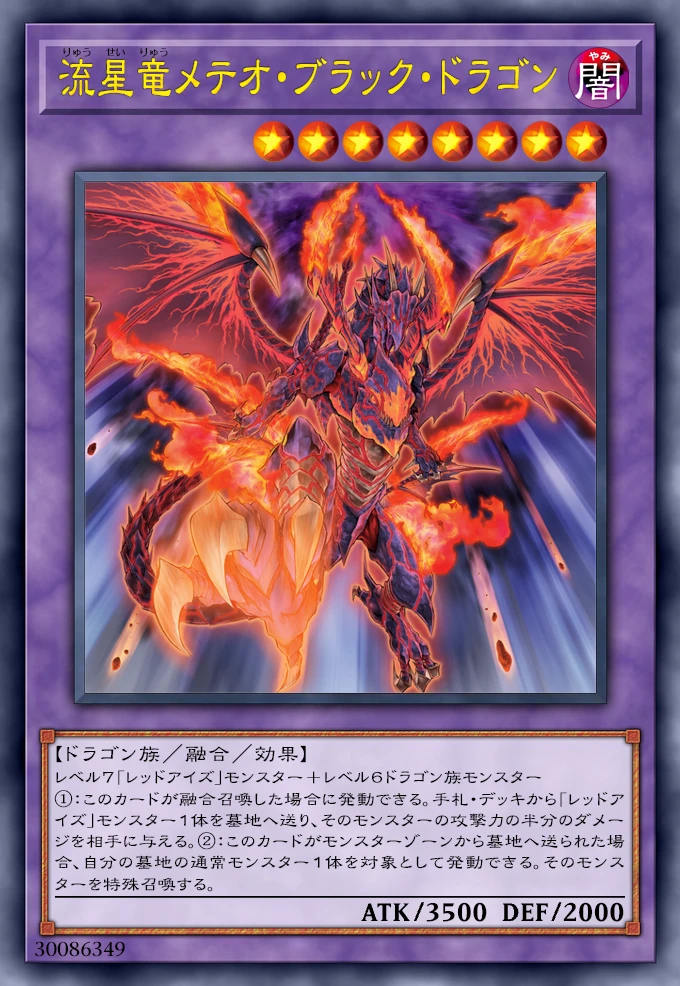 りゅう せい りゅう
流星竜メテオ・ブラック・ドラゴン
やみ
闇
【ドラゴン族／融合／効果】
レベル７「レッドアイズ」モンスター＋レベル６ドラゴン族モンスター
①：このカードが融合召喚した場合に発動できる。手札・デッキから「レッドア
イズ」モンスター１体を墓地へ送り、そのモンスターの攻撃力の半分のダメー
ジを相手に与える。②：このカードがモンスターゾーンから墓地へ送られた場
合、自分の墓地の通常モンスター１体を対象として発動できる。そのモンス
ターを特殊召喚する。
ATK/3500 DEF/2000
30086349